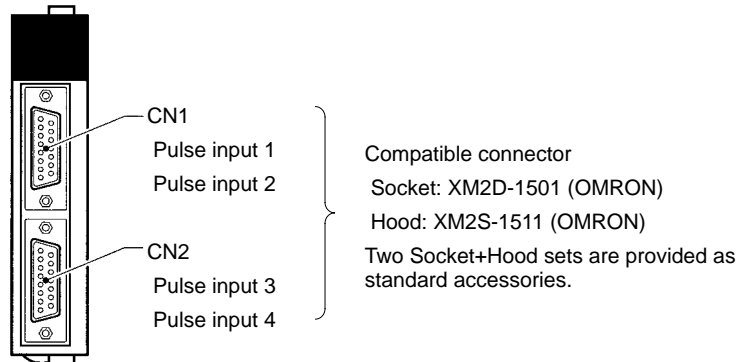 CN1
Pulse input 1
Pulse input 2
CN2
Pulse input 3
Pulse input 4
Compatible connector
Socket: XM2D-1501 (OMRON)
Hood: XM2S-1511 (OMRON)
Two Socket+Hood sets are provided as
standard accessories.